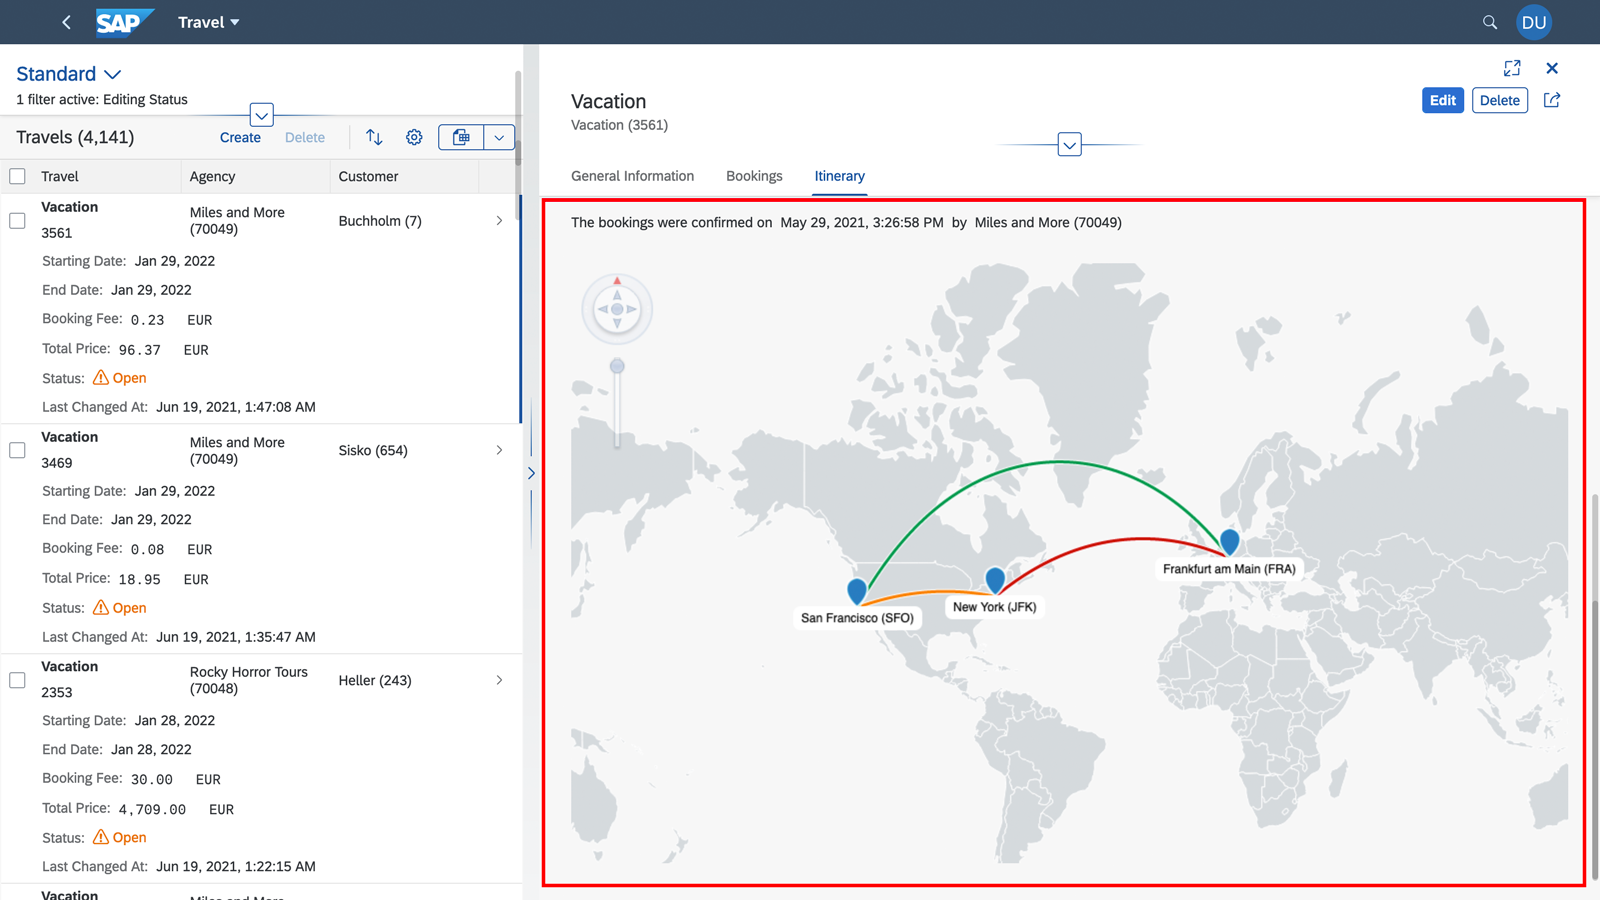 SAP Travel
DU
Standard
1 filter active: Editing Status
Travels (4,141) Create Delete
Travel Agency Customer
Vacation
3561
Miles and More
(70049)
Buchholm (7)
Starting Date: Jan 29, 2022
End Date: Jan 29, 2022
Booking Fee: 0.23 EUR
Total Price: 96.37 EUR
Status: Open
Last Changed At: Jun 19, 2021, 1:47:08 AM
Vacation
3469
Miles and More
(70049)
Sisko (654)
Starting Date: Jan 29, 2022
End Date: Jan 29, 2022
Booking Fee: 0.08 EUR
Total Price: 18.95 EUR
Status: Open
Last Changed At: Jun 19, 2021, 1:35:47 AM
Vacation
2353
Rocky Horror Tours
(70048)
Heller (243)
Starting Date: Jan 28, 2022
End Date: Jan 28, 2022
Booking Fee: 30.00 EUR
Total Price: 4,709.00 EUR
Status: Open
Last Changed At: Jun 19, 2021, 1:22:15 AM
Vacation
Miles and More
Vacation
Vacation (3561)
Edit Delete
General Information Bookings Itinerary
The bookings were confirmed on May 29, 2021, 3:26:58 PM by Miles and More (70049)
Frankfurt am Main (FRA)
New York (JFK)
San Francisco (SFO)